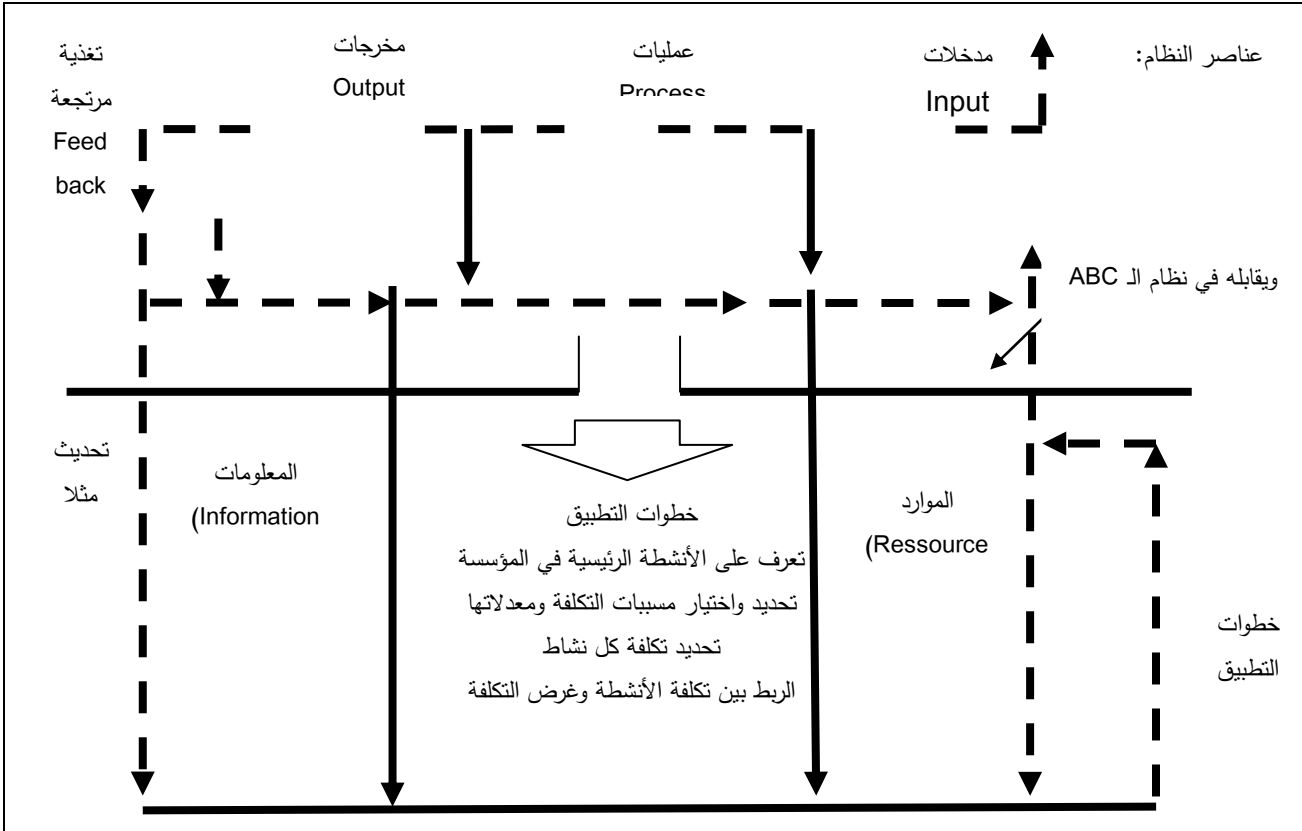 عناصر النظام:
مدخلات
Input
عمليات
Process
مخرجات
Output
تغذية
مرتجعة
Feed
back
ويقابله في نظام الـ ABC
خطوات
التطبيق
الموارد
(Ressource
خطوات التطبيق
تعرف على الأنشطة الرئيسية في المؤسسة
تحديد واختيار مسببات التكلفة ومعدلاتها
تحديد تكلفة كل نشاط
الربط بين تكلفة الأنشطة وغرض التكلفة
المعلومات
(Information
تحديث
مثلا